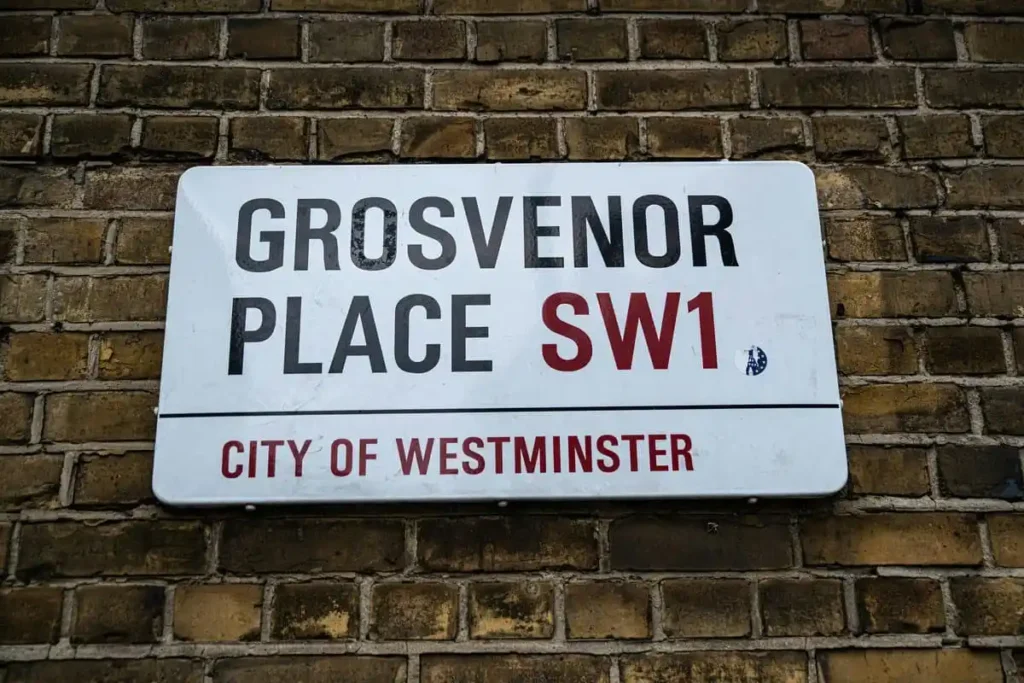 GROSVENOR
PLACE SW1
CITY OF WESTMINSTER